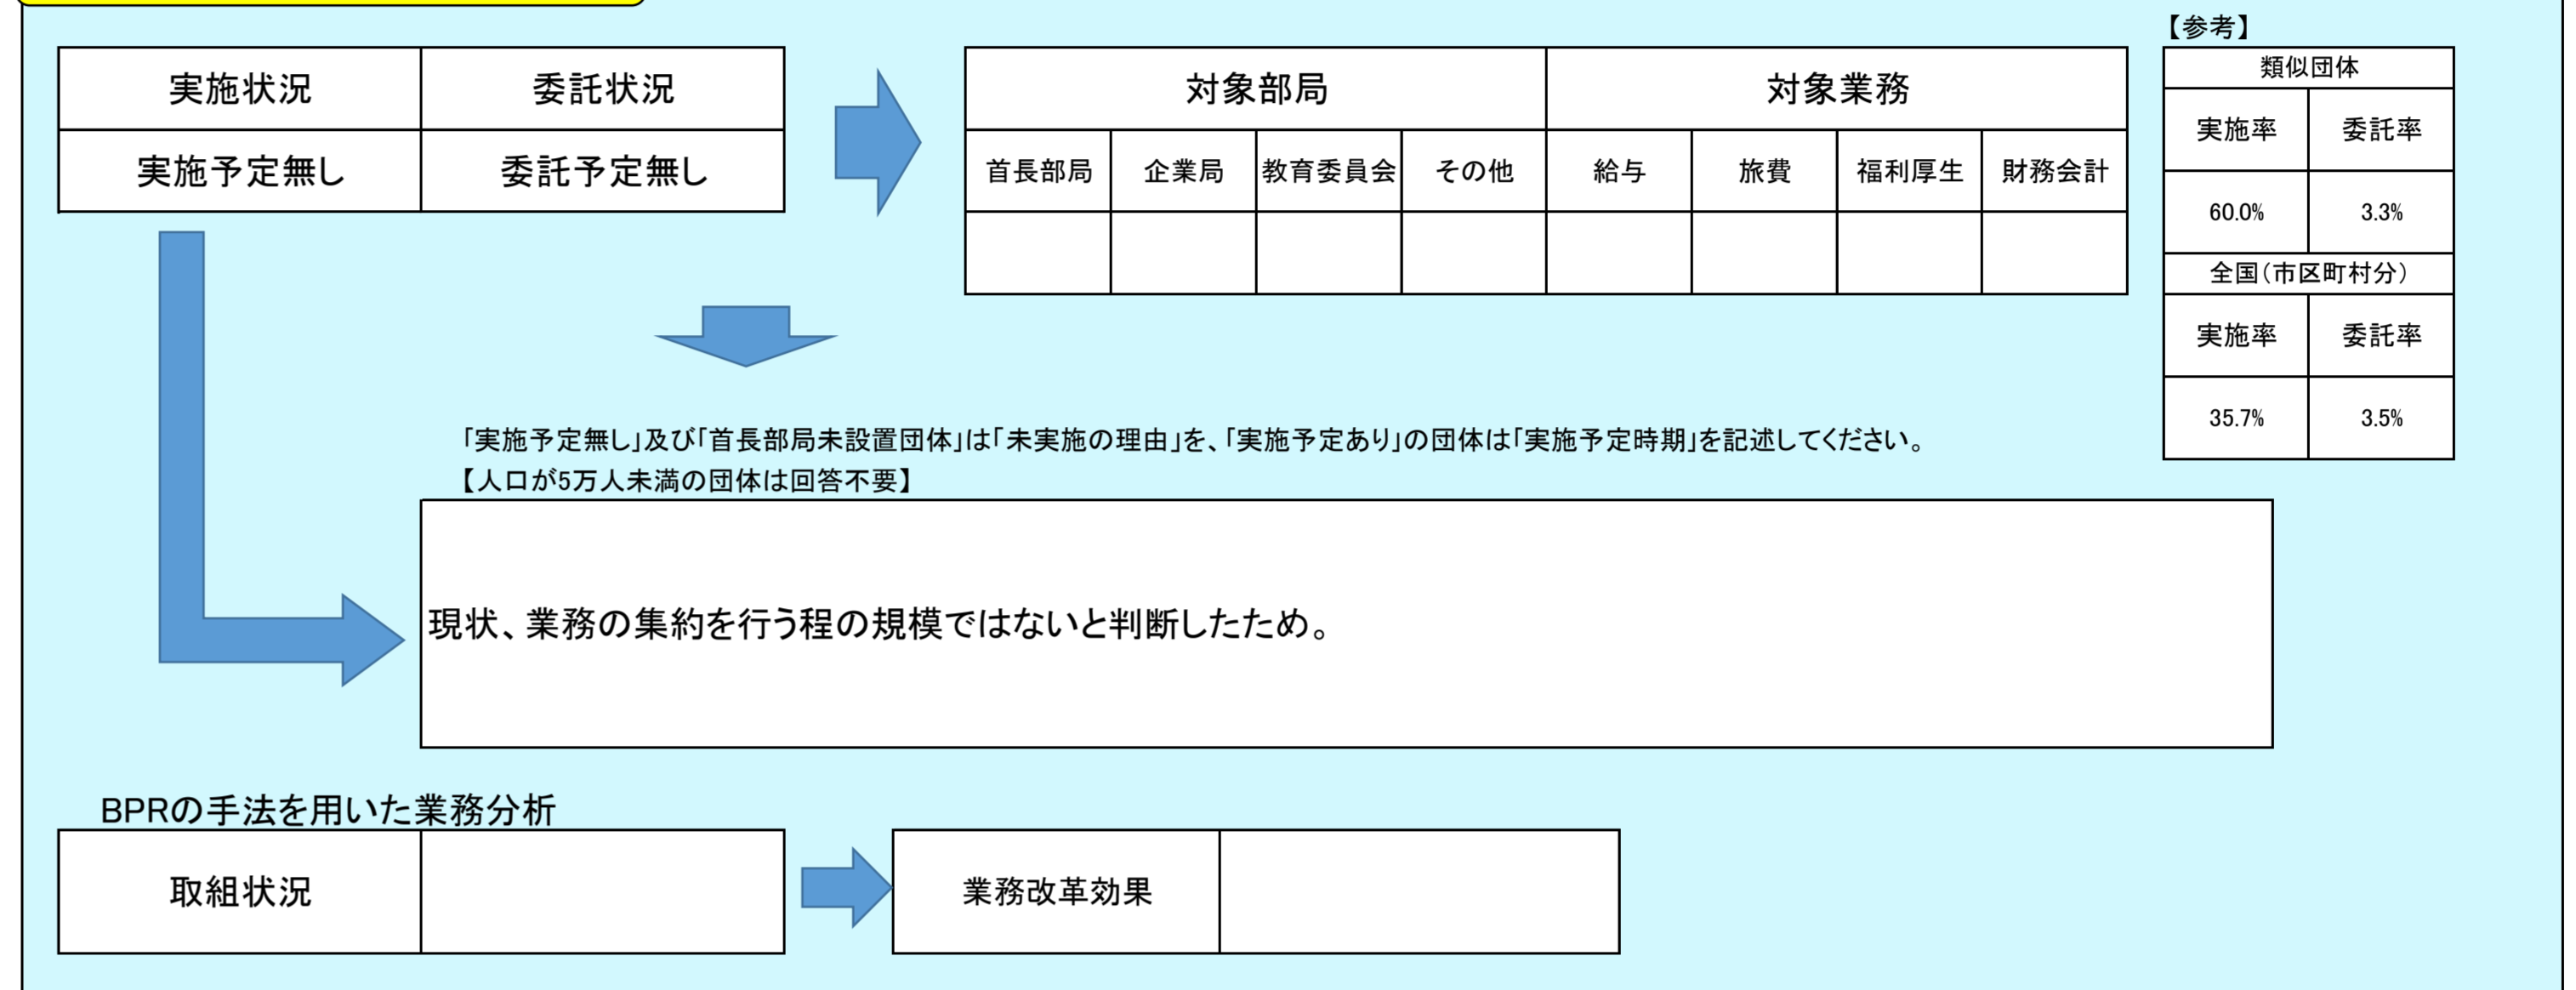 【参考】
実施状況 委託状況
実施予定無し 委託予定無し
対象部局 対象業務
首長部局 企業局 教育委員会 その他 給与 旅費 福利厚生 財務会計
類似団体
実施率 委託率
60.0% 3.3%
全国（市区町村分）
実施率 委託率
35.7% 3.5%
「実施予定無し」及び「首長部局未設置団体」は「未実施の理由」を、「実施予定あり」の団体は「実施予定時期」を記述してください。
【人口が5万人未満の団体は回答不要】
現状、業務の集約を行う程の規模ではないと判断したため。
BPRの手法を用いた業務分析
取組状況
業務改革効果